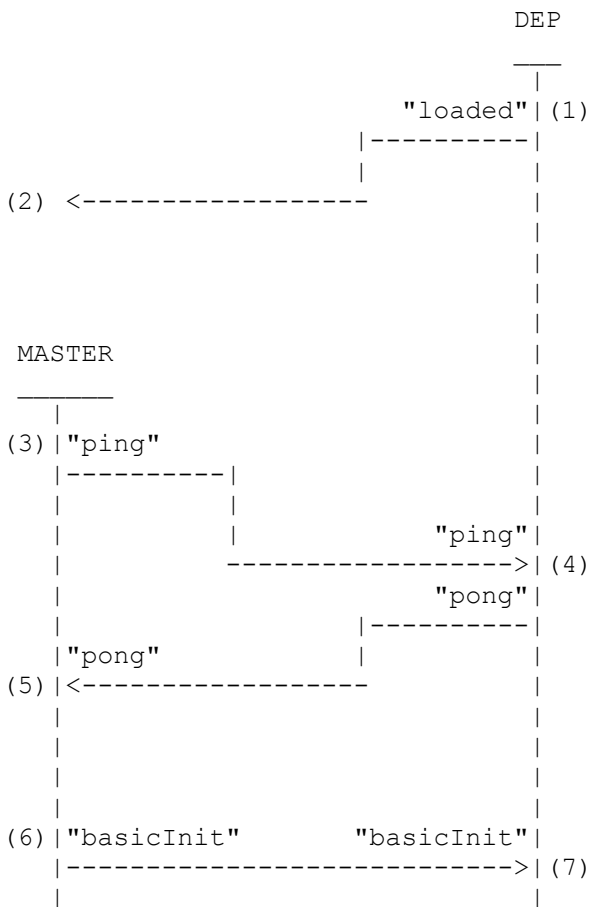 DEP
"loaded" (1)
(2)
MASTER
(3) "ping"
"ping"
(4)
"pong"
"pong"
(5)
(6) "basicInit" "basicInit"
(7)